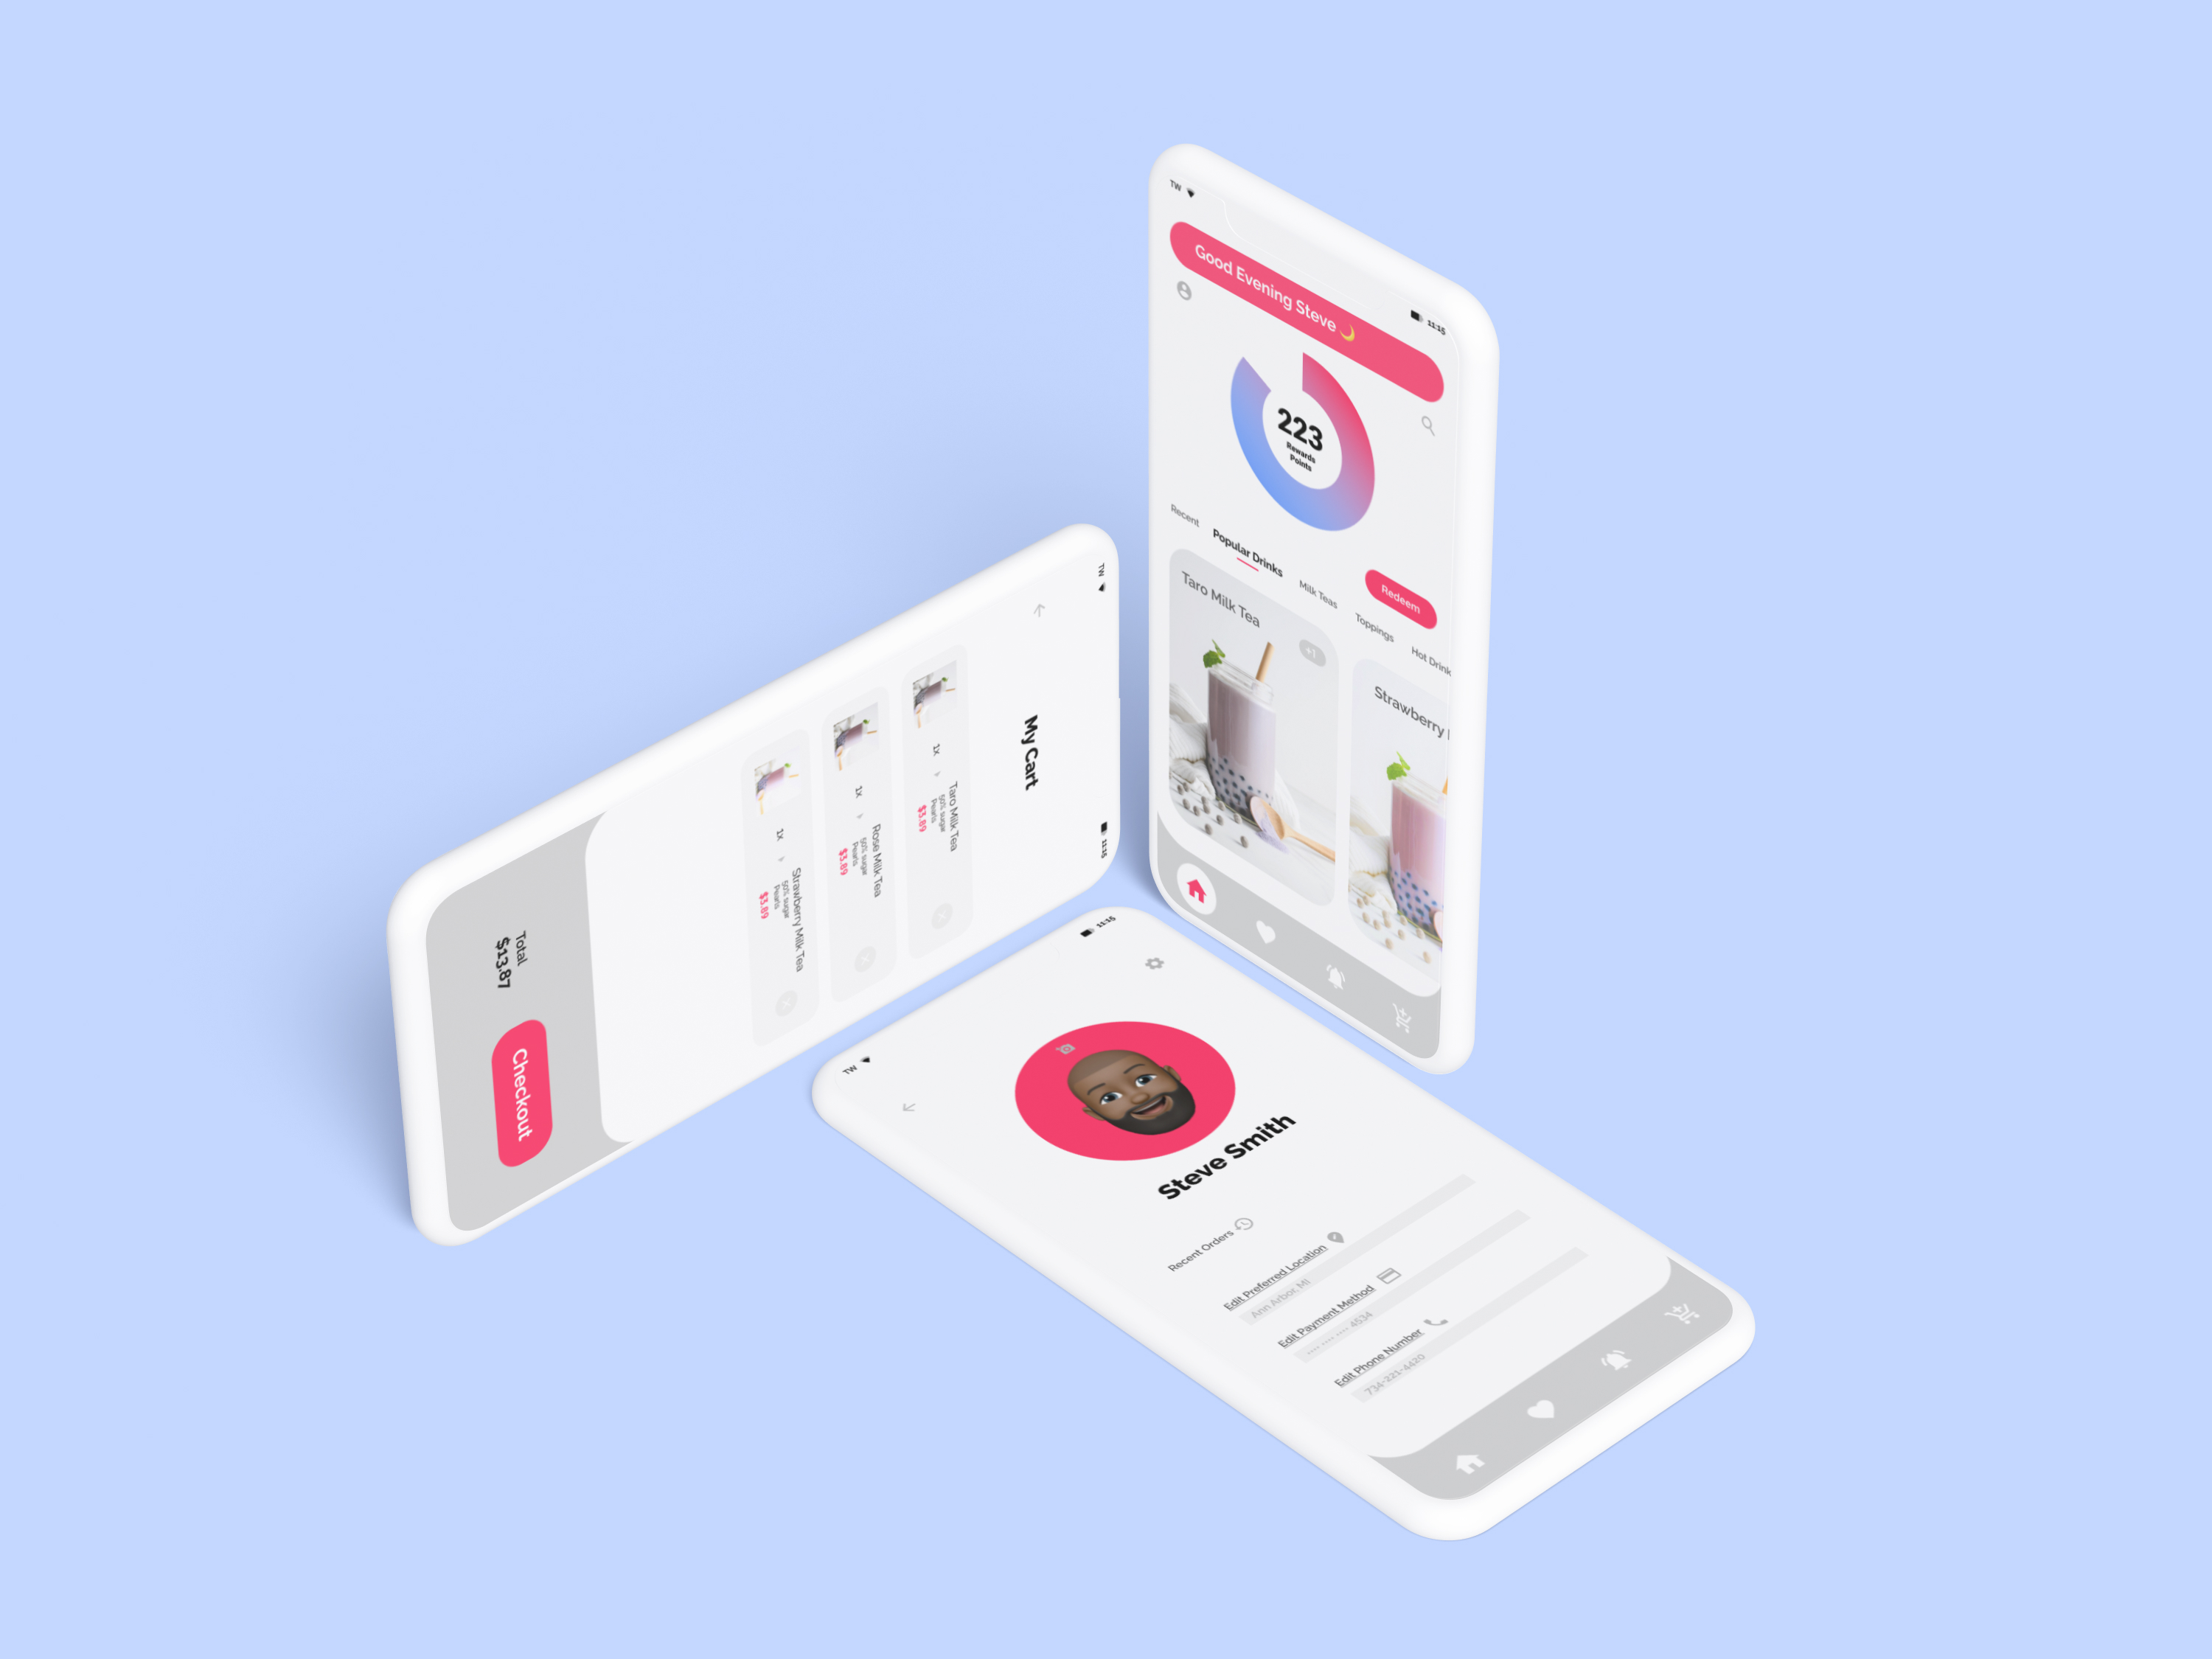 TW
11:15
Good Evening Steve
223
Rewards
Points
Redeem
Recent
Popular Drinks
Milk Teas
Toppings
Hot Drink
Taro Milk Tea
+1
Strawberry
TW
11:15
My Cart
1x
Taro Milk Tea
50% sugar
Pearls
$3.89
1x
Rose Milk Tea
50% sugar
Pearls
$3.89
1x
Strawberry Milk Tea
50% sugar
Pearls
$3.89
Total
$13.87
Checkout
TW
11:15
Steve Smith
Recent Orders
Edit Preferred Location
Ann Arbor, MI
Edit Payment Method
**** **** **** 4534
Edit Phone Number
734-221-4420